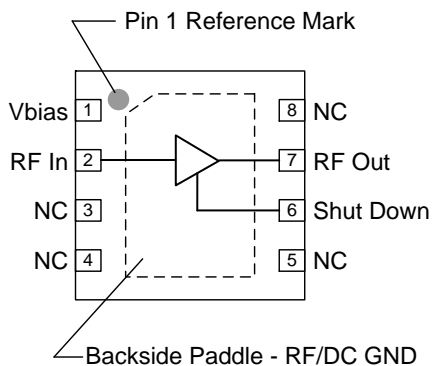 Pin 1 Reference Mark
Vbias 1
8 NC
RF In 2
7 RF Out
NC 3
6 Shut Down
NC 4
5 NC
Backside Paddle - RF/DC GND